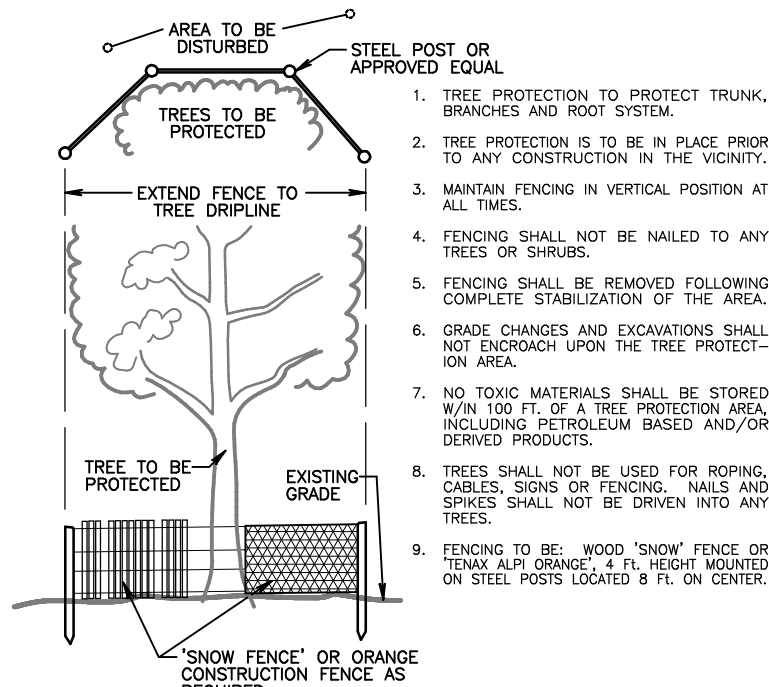 AREA TO BE
DISTURBED
STEEL POST OR
APPROVED EQUAL
TREES TO BE
PROTECTED
EXTEND FENCE TO
TREE DRIPLINE
TREE TO BE
PROTECTED
EXISTING
GRADE
'SNOW FENCE' OR ORANGE
CONSTRUCTION FENCE AS
REQUIRED
1. TREE PROTECTION TO PROTECT TRUNK,
BRANCHES AND ROOT SYSTEM.
2. TREE PROTECTION IS TO BE IN PLACE PRIOR
TO ANY CONSTRUCTION IN THE VICINITY.
3. MAINTAIN FENCING IN VERTICAL POSITION AT
ALL TIMES.
4. FENCING SHALL NOT BE NAILED TO ANY
TREES OR SHRUBS.
5. FENCING SHALL BE REMOVED FOLLOWING
COMPLETE STABILIZATION OF THE AREA.
6. GRADE CHANGES AND EXCAVATIONS SHALL
NOT ENCROACH UPON THE TREE PROTECT-
ION AREA.
7. NO TOXIC MATERIALS SHALL BE STORED
W/IN 100 FT. OF A TREE PROTECTION AREA,
INCLUDING PETROLEUM BASED AND/OR
DERIVED PRODUCTS.
8. TREES SHALL NOT BE USED FOR ROPING,
CABLES, SIGNS OR FENCING. NAILS AND
SPIKES SHALL NOT BE DRIVEN INTO ANY
TREES.
9. FENCING TO BE: WOOD 'SNOW' FENCE OR
'TENAX ALPI ORANGE', 4 Ft. HEIGHT MOUNTED
ON STEEL POSTS LOCATED 8 Ft. ON CENTER.